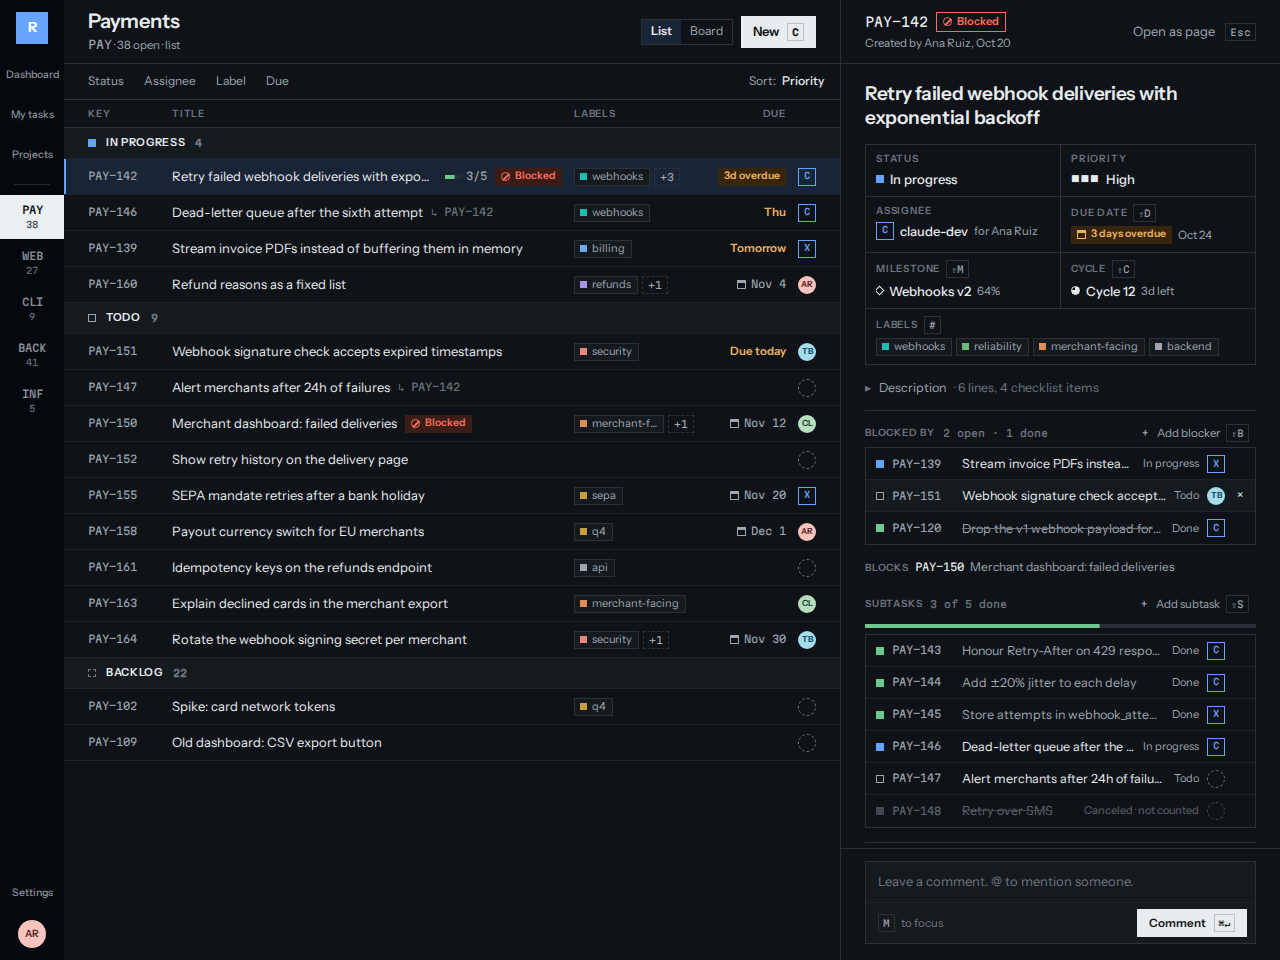 R
Dashboard
My tasks
Projects
PAY
38
WEB
27
CLI
9
BACK
41
INF
5
Settings
AR
Payments
PAY · 38 open · list
List Board New C
Status Assignee Label Due Sort: Priority
KEY TITLE LABELS DUE
IN PROGRESS 4
PAY-142 Retry failed webhook deliveries with expo… 3/5 Blocked webhooks +3 3d overdue C
PAY-146 Dead-letter queue after the sixth attempt ↳ PAY-142 webhooks Thu C
PAY-139 Stream invoice PDFs instead of buffering them in memory billing Tomorrow X
PAY-160 Refund reasons as a fixed list refunds +1 Nov 4 AR
TODO 9
PAY-151 Webhook signature check accepts expired timestamps security Due today TB
PAY-147 Alert merchants after 24h of failures ↳ PAY-142
PAY-150 Merchant dashboard: failed deliveries Blocked merchant-f… +1 Nov 12 CL
PAY-152 Show retry history on the delivery page
PAY-155 SEPA mandate retries after a bank holiday sepa Nov 20 X
PAY-158 Payout currency switch for EU merchants q4 Dec 1 AR
PAY-161 Idempotency keys on the refunds endpoint api
PAY-163 Explain declined cards in the merchant export merchant-facing CL
PAY-164 Rotate the webhook signing secret per merchant security +1 Nov 30 TB
BACKLOG 22
PAY-102 Spike: card network tokens q4
PAY-109 Old dashboard: CSV export button
PAY-142 Blocked
Created by Ana Ruiz, Oct 20
Open as page Esc
Retry failed webhook deliveries with
exponential backoff
STATUS
In progress
PRIORITY
High
ASSIGNEE
C claude-dev for Ana Ruiz
DUE DATE ⇧D
3 days overdue Oct 24
MILESTONE ⇧M
Webhooks v2 64%
CYCLE ⇧C
Cycle 12 3d left
LABELS #
webhooks reliability merchant-facing backend
▸ Description · 6 lines, 4 checklist items
BLOCKED BY 2 open · 1 done + Add blocker ⇧B
PAY-139 Stream invoice PDFs instea… In progress X
PAY-151 Webhook signature check accept… Todo TB ×
PAY-120 Drop the v1 webhook payload for… Done C
BLOCKS PAY-150 Merchant dashboard: failed deliveries
SUBTASKS 3 of 5 done + Add subtask ⇧S
PAY-143 Honour Retry-After on 429 respo… Done C
PAY-144 Add ±20% jitter to each delay Done C
PAY-145 Store attempts in webhook_atte… Done X
PAY-146 Dead-letter queue after the … In progress C
PAY-147 Alert merchants after 24h of failu… Todo
PAY-148 Retry over SMS Canceled · not counted
Leave a comment. @ to mention someone.
M to focus Comment ⌘↵